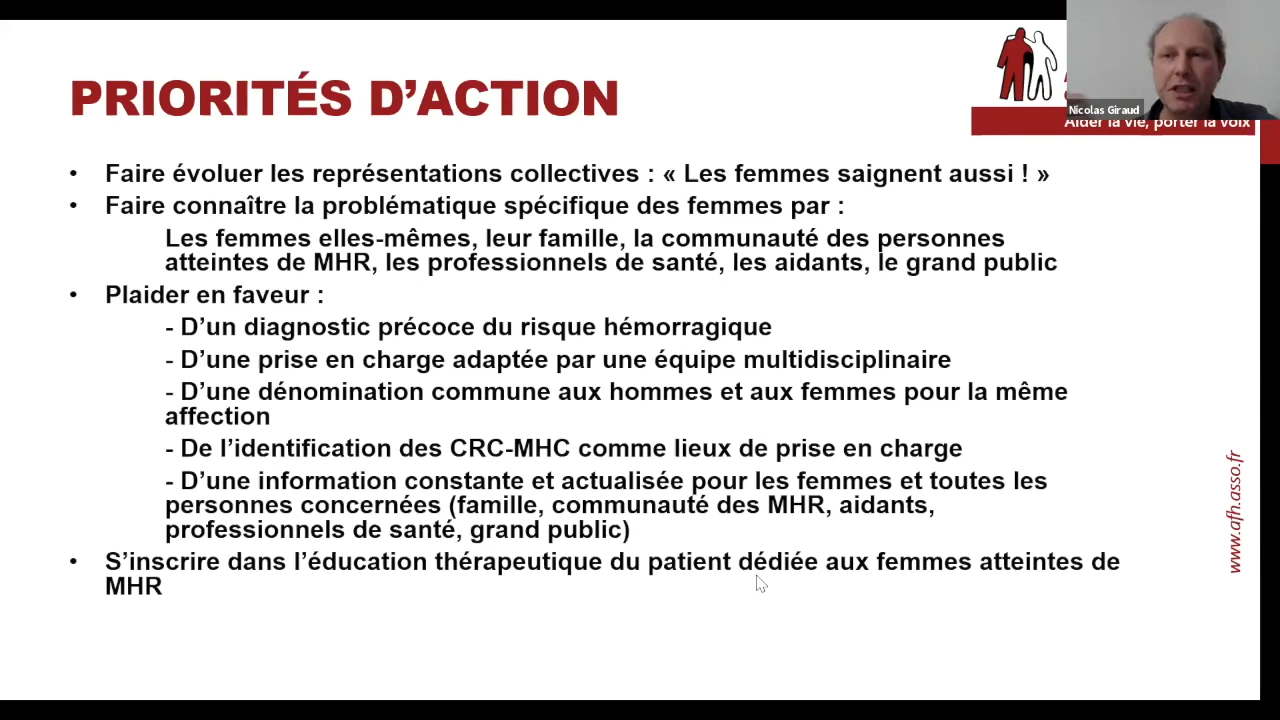 PRIORITÉS D’ACTION
Nicolas Giraud
Aider la vie, porter la voix
• Faire évoluer les représentations collectives : « Les femmes saignent aussi ! »
• Faire connaître la problématique spécifique des femmes par :
Les femmes elles-mêmes, leur famille, la communauté des personnes
atteintes de MHR, les professionnels de santé, les aidants, le grand public
• Plaider en faveur :
- D’un diagnostic précoce du risque hémorragique
- D’une prise en charge adaptée par une équipe multidisciplinaire
- D’une dénomination commune aux hommes et aux femmes pour la même
affection
- De l’identification des CRC-MHC comme lieux de prise en charge
- D’une information constante et actualisée pour les femmes et toutes les
personnes concernées (famille, communauté des MHR, aidants,
professionnels de santé, grand public)
• S’inscrire dans l’éducation thérapeutique du patient dédiée aux femmes atteintes de
MHR
www.afh.asso.fr